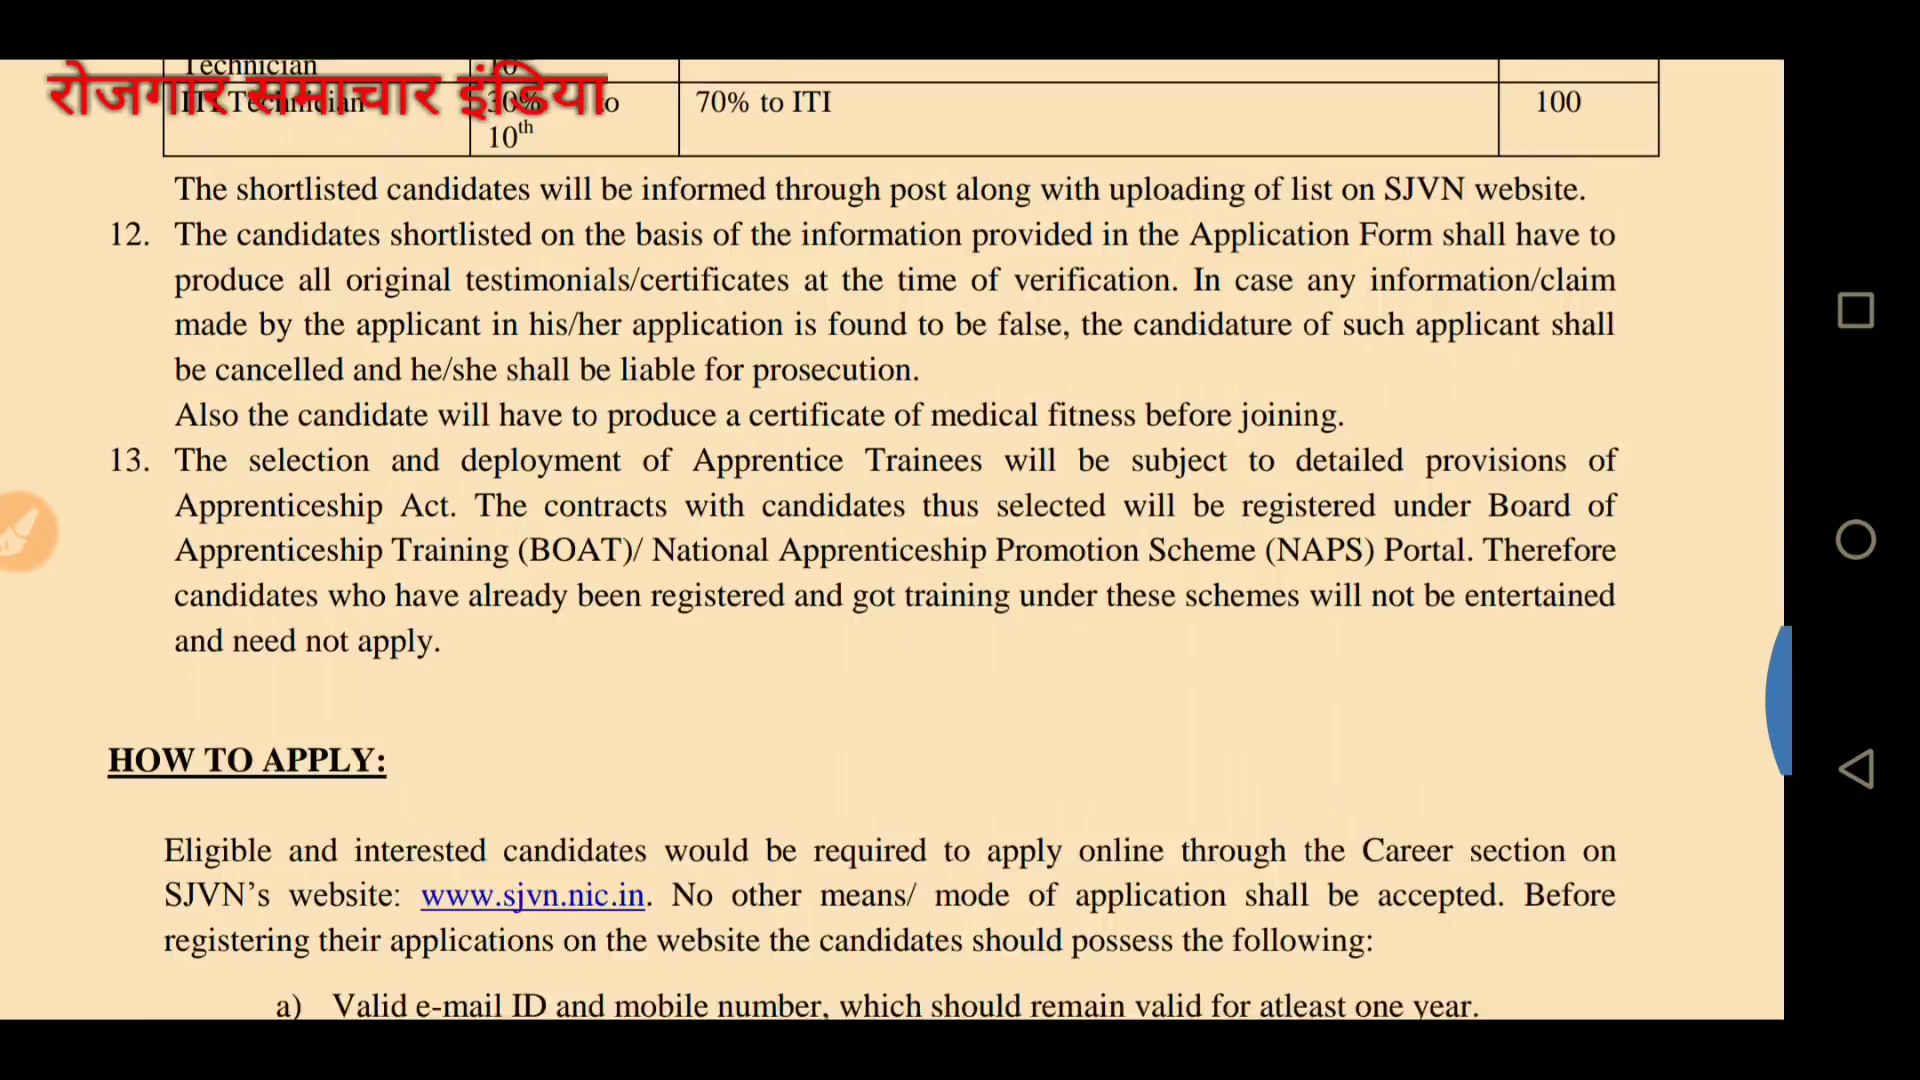 Technician
रोजगार समाचार इंडिया
ITI Technician 30% to 70% to ITI 100
10th
The shortlisted candidates will be informed through post along with uploading of list on SJVN website.
12. The candidates shortlisted on the basis of the information provided in the Application Form shall have to
produce all original testimonials/certificates at the time of verification. In case any information/claim
made by the applicant in his/her application is found to be false, the candidature of such applicant shall
be cancelled and he/she shall be liable for prosecution.
Also the candidate will have to produce a certificate of medical fitness before joining.
13. The selection and deployment of Apprentice Trainees will be subject to detailed provisions of
Apprenticeship Act. The contracts with candidates thus selected will be registered under Board of
Apprenticeship Training (BOAT)/ National Apprenticeship Promotion Scheme (NAPS) Portal. Therefore
candidates who have already been registered and got training under these schemes will not be entertained
and need not apply.
HOW TO APPLY:
Eligible and interested candidates would be required to apply online through the Career section on
SJVN’s website: www.sjvn.nic.in. No other means/ mode of application shall be accepted. Before
registering their applications on the website the candidates should possess the following:
a) Valid e-mail ID and mobile number, which should remain valid for atleast one year.